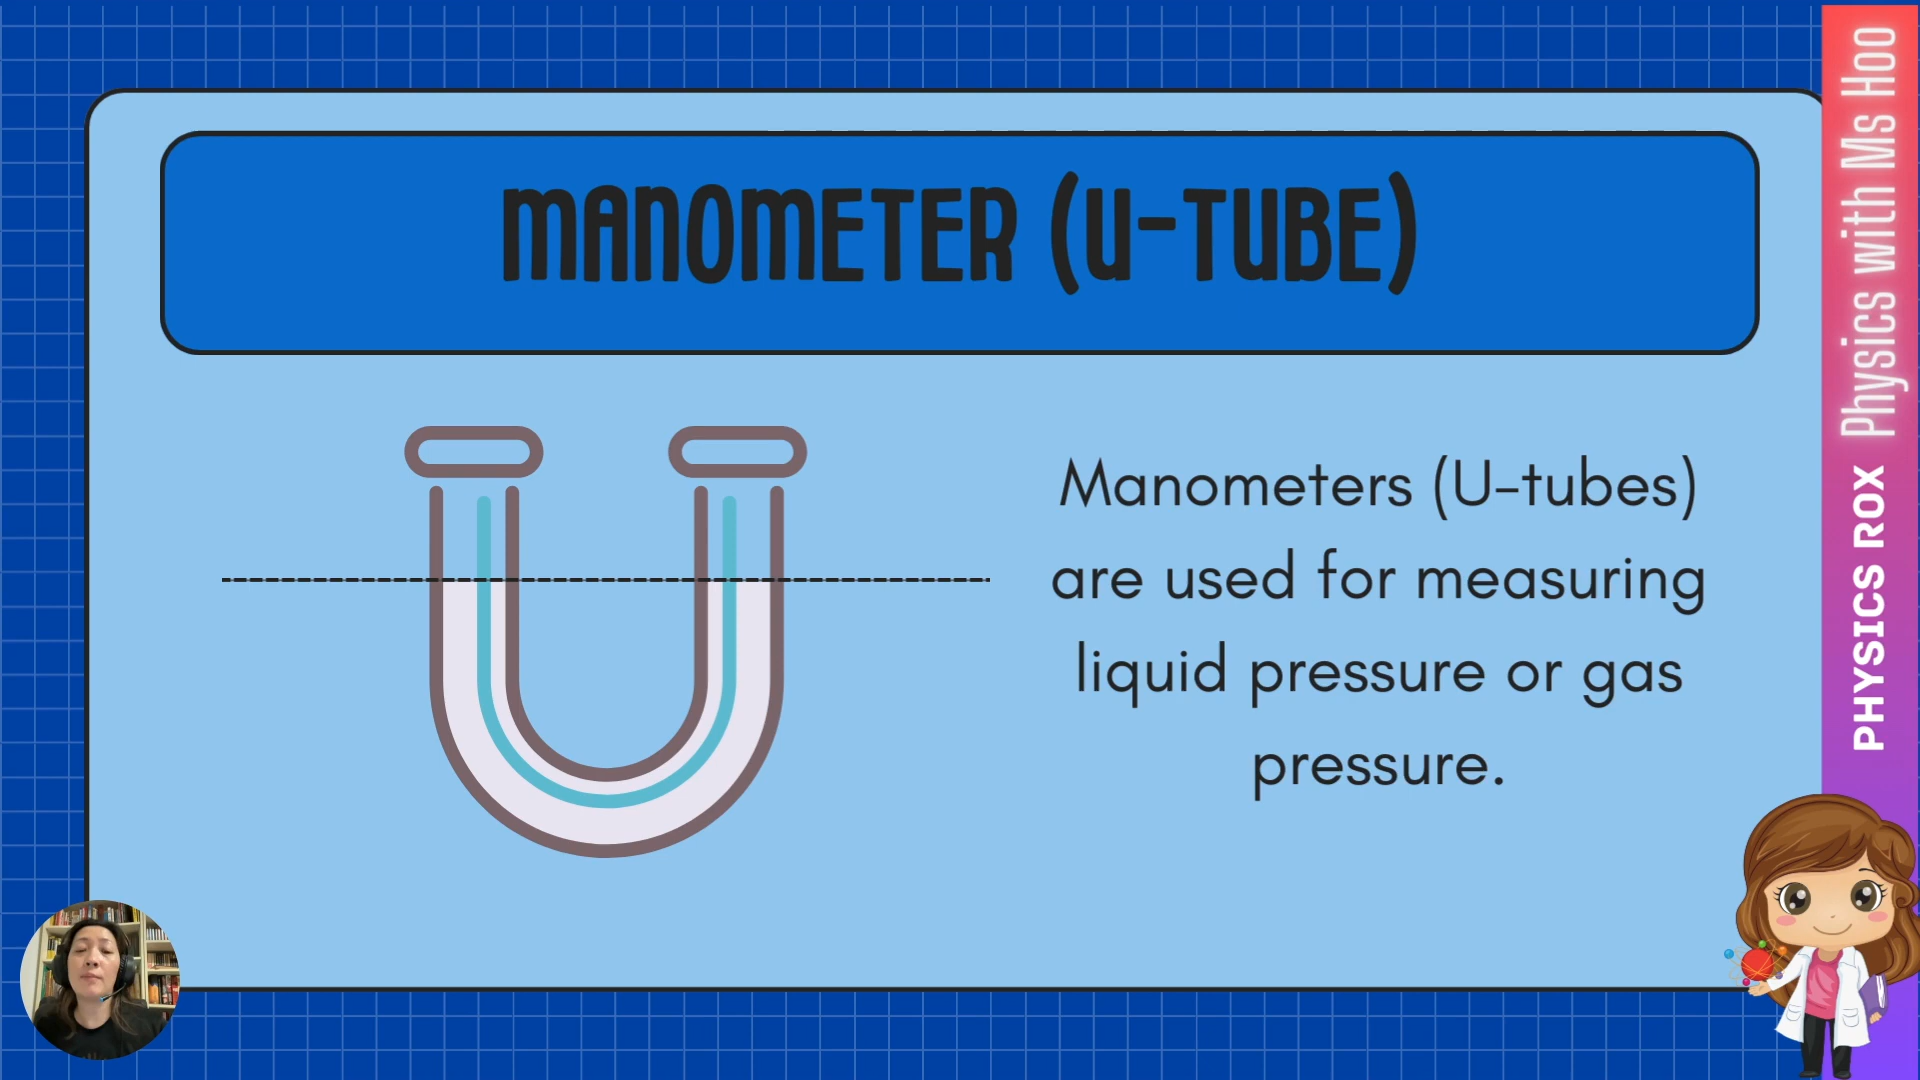 MANOMETER (U-TUBE)
Manometers (U-tubes)
are used for measuring
liquid pressure or gas
pressure.
PHYSICS ROX Physics with Ms Hoo